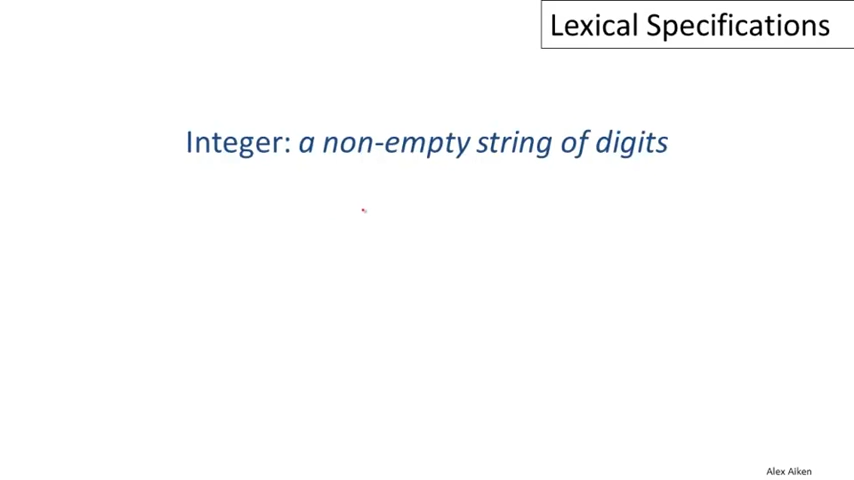 Lexical Specifications
Integer: a non-empty string of digits
Alex Aiken